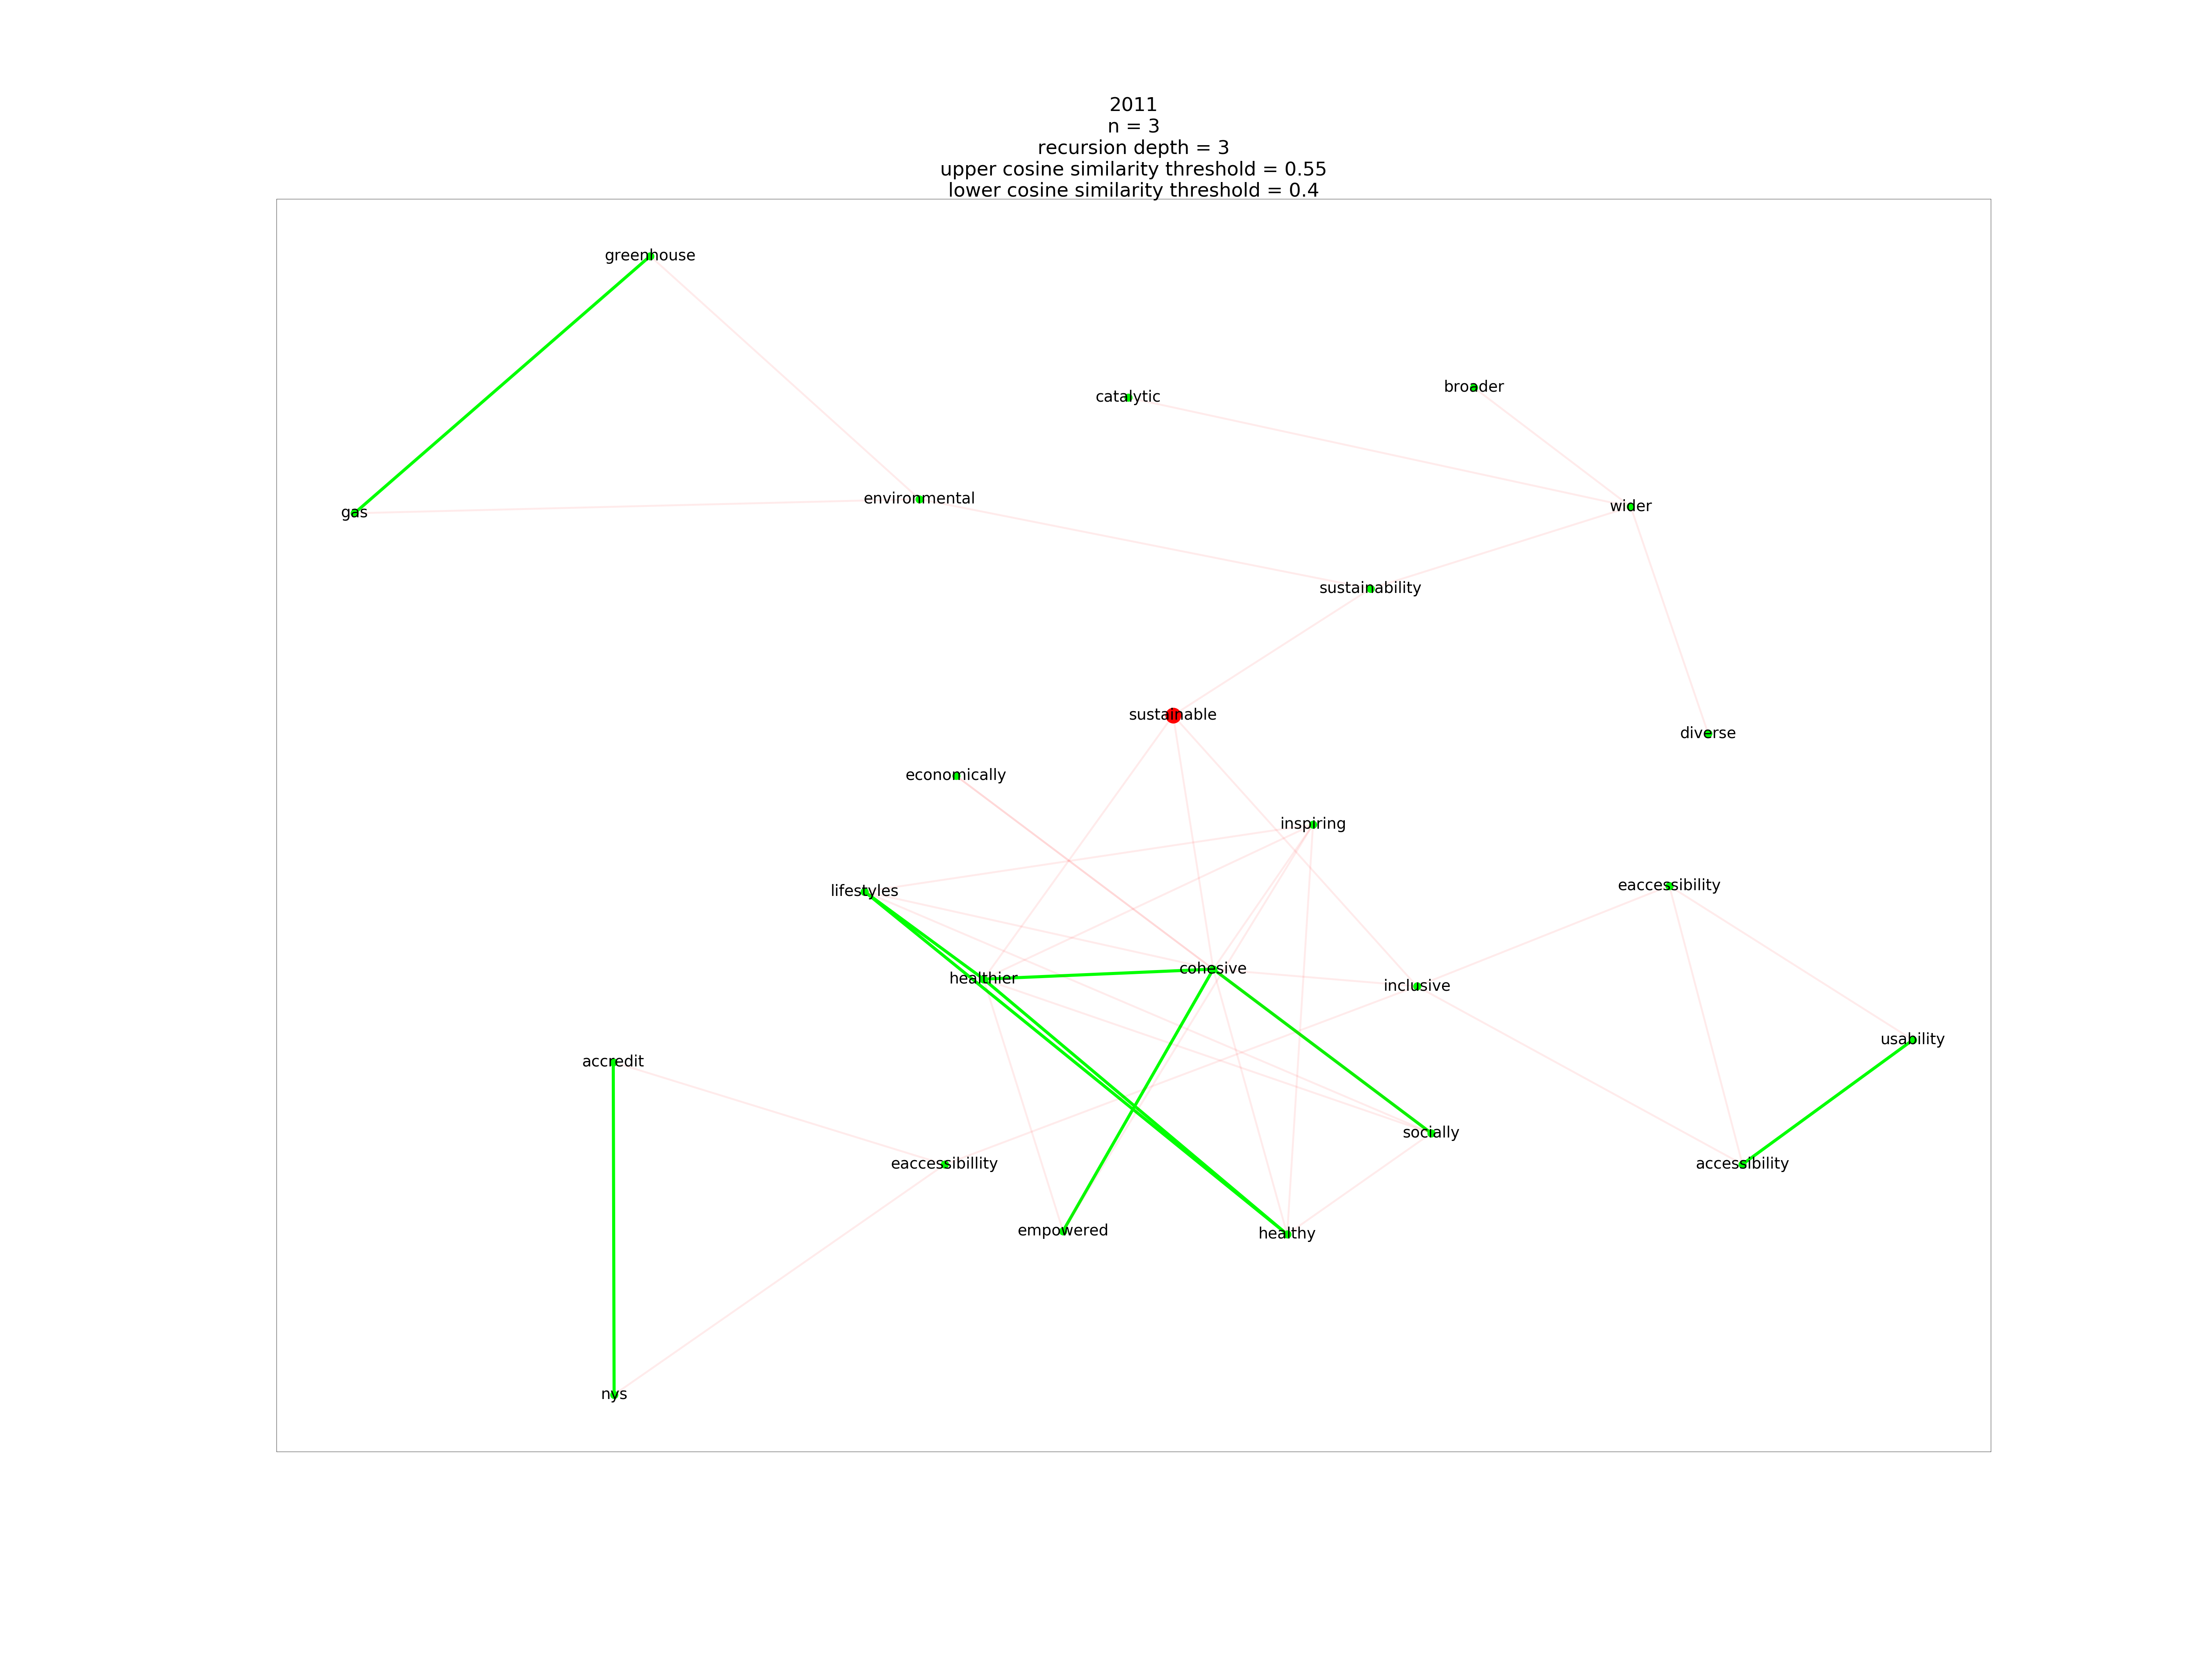 2011
n = 3
recursion depth = 3
upper cosine similarity threshold = 0.55
lower cosine similarity threshold = 0.4
greenhouse
broader
catalytic
environmental
wider
gas
sustainability
sustainable
diverse
economically
inspiring
eaccessibility
lifestyles
cohesive
healthier
inclusive
usability
accredit
socially
eaccessibillity
accessibility
empowered
healthy
nys